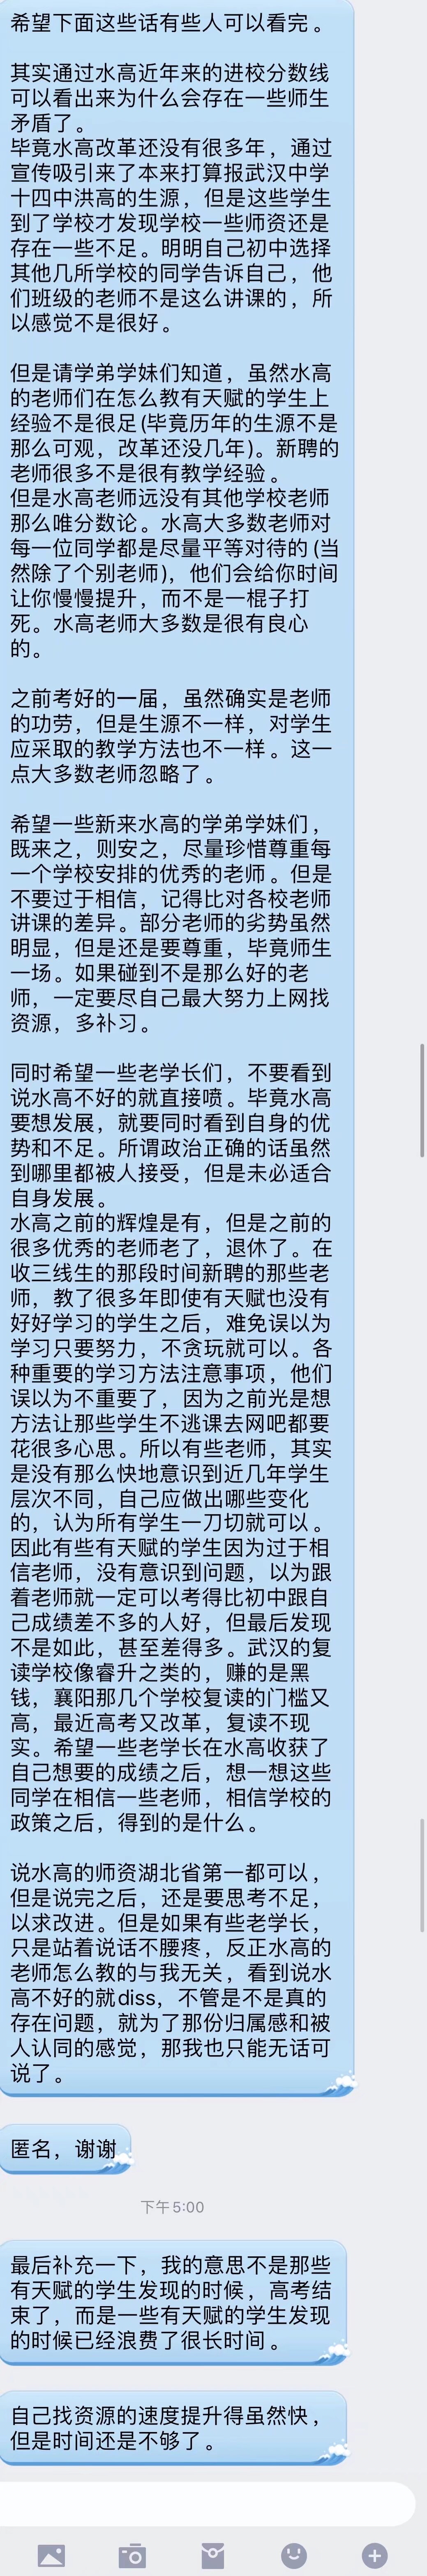 希望下面这些话有些人可以看完。
其实通过水高近年来的进校分数线
可以看出来为什么会存在一些师生
矛盾了。
毕竟水高改革还没有很多年，通过
宣传吸引来了本来打算报武汉中学
十四中洪高的生源，但是这些学生
到了学校才发现学校一些师资还是
存在一些不足。明明自己初中选择
其他几所学校的同学告诉自己，他
们班级的老师不是这么讲课的，所
以感觉不是很好。
但是请学弟学妹们知道，虽然水高
的老师们在怎么教有天赋的学生上
经验不是很足(毕竟历年的生源不是
那么可观，改革还没几年)。新聘的
老师很多不是很有教学经验。
但是水高老师远没有其他学校老师
那么唯分数论。水高大多数老师对
每一位同学都是尽量平等对待的(当
然除了个别老师)，他们会给你时间
让你慢慢提升，而不是一棍子打
死。水高老师大多数是很有良心
的。
之前考好的一届，虽然确实是老师
的功劳，但是生源不一样，对学生
应采取的教学方法也不一样。这一
点大多数老师忽略了。
希望一些新来水高的学弟学妹们，
既来之，则安之，尽量珍惜尊重每
一个学校安排的优秀的老师。但是
不要过于相信，记得比对各校老师
讲课的差异。部分老师的劣势虽然
明显，但是还是要尊重，毕竟师生
一场。如果碰到不是那么好的老
师，一定要尽自己最大努力上网找
资源，多补习。
同时希望一些老学长们，不要看到
说水高不好的就直接喷。毕竟水高
要想发展，就要同时看到自身的优
势和不足。所谓政治正确的话虽然
到哪里都被人接受，但是未必适合
自身发展。
水高之前的辉煌是有，但是之前的
很多优秀的老师老了，退休了。在
收三线生的那段时间新聘的那些老
师，教了很多年即使有天赋也没有
好好学习的学生之后，难免误以为
学习只要努力，不贪玩就可以。各
种重要的学习方法注意事项，他们
误以为不重要了，因为之前光是想
方法让那些学生不逃课去网吧都要
花很多心思。所以有些老师，其实
是没有那么快地意识到近几年学生
层次不同，自己应做出哪些变化
的，认为所有学生一刀切就可以。
因此有些有天赋的学生因为过于相
信老师，没有意识到问题，以为跟
着老师就一定可以考得比初中跟自
己成绩差不多的人好，但最后发现
不是如此，甚至差得多。武汉的复
读学校像睿升之类的，赚的是黑
钱，襄阳那几个学校复读的门槛又
高，最近高考又改革，复读不现
实。希望一些老学长在水高收获了
自己想要的成绩之后，想一想这些
同学在相信一些老师，相信学校的
政策之后，得到的是什么。
说水高的师资湖北省第一都可以，
但是说完之后，还是要思考不足，
以求改进。但是如果有些老学长，
只是站着说话不腰疼，反正水高的
老师怎么教的与我无关，看到说水
高不好的就diss，不管是不是真的
存在问题，就为了那份归属感和被
人认同的感觉，那我也只能无话可
说了。
匿名，谢谢
下午5:00
最后补充一下，我的意思不是那些
有天赋的学生发现的时候，高考结
束了，而是一些有天赋的学生发现
的时候已经浪费了很长时间。
自己找资源的速度提升得虽然快，
但是时间还是不够了。